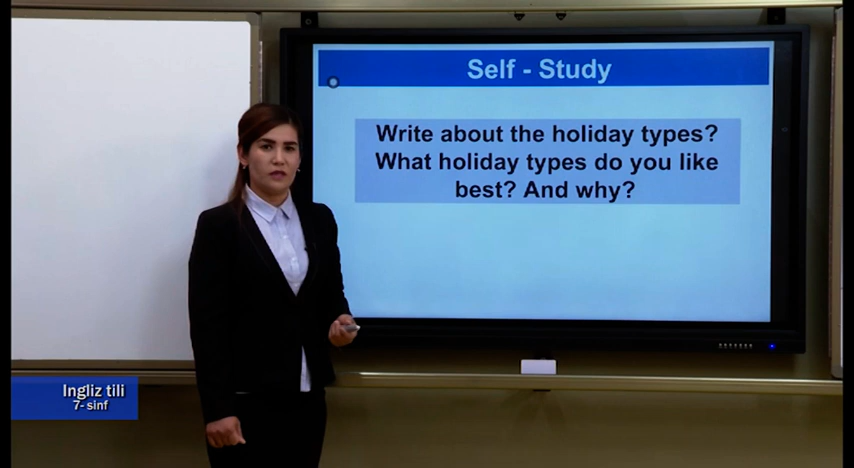 Self - Study
Write about the holiday types?
What holiday types do you like
best? And why?
Ingliz tili
7- sinf